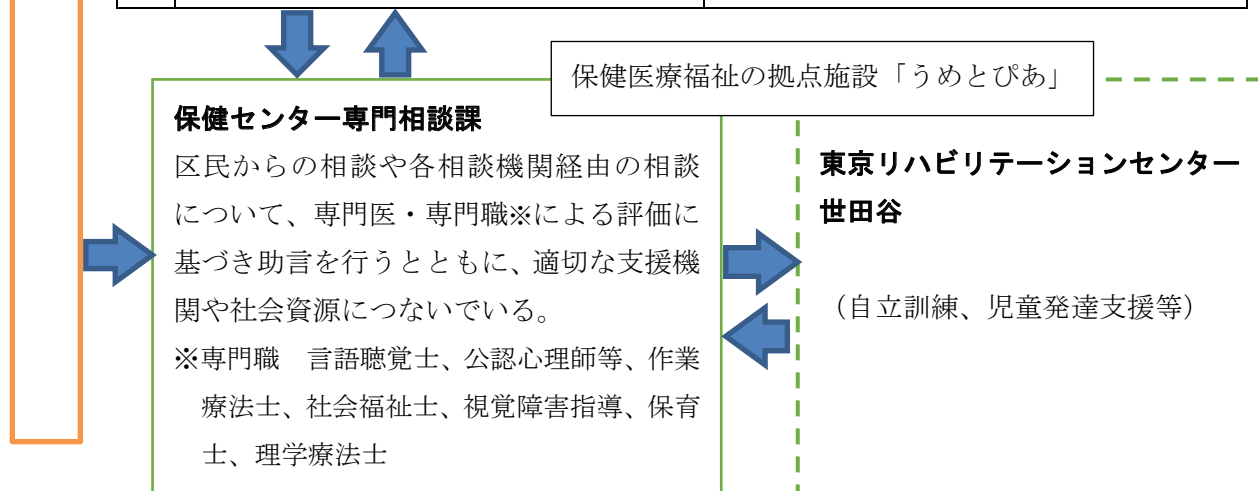 保健医療福祉の拠点施設「うめとぴあ」
保健センター専門相談課
区民からの相談や各相談機関経由の相談
について、専門医・専門職※による評価に
基づき助言を行うとともに、適切な支援機
関や社会資源につないでいる。
※専門職　言語聴覚士、公認心理師等、作業
療法士、社会福祉士、視覚障害指導、保育
士、理学療法士
東京リハビリテーションセンター
世田谷
（自立訓練、児童発達支援等）